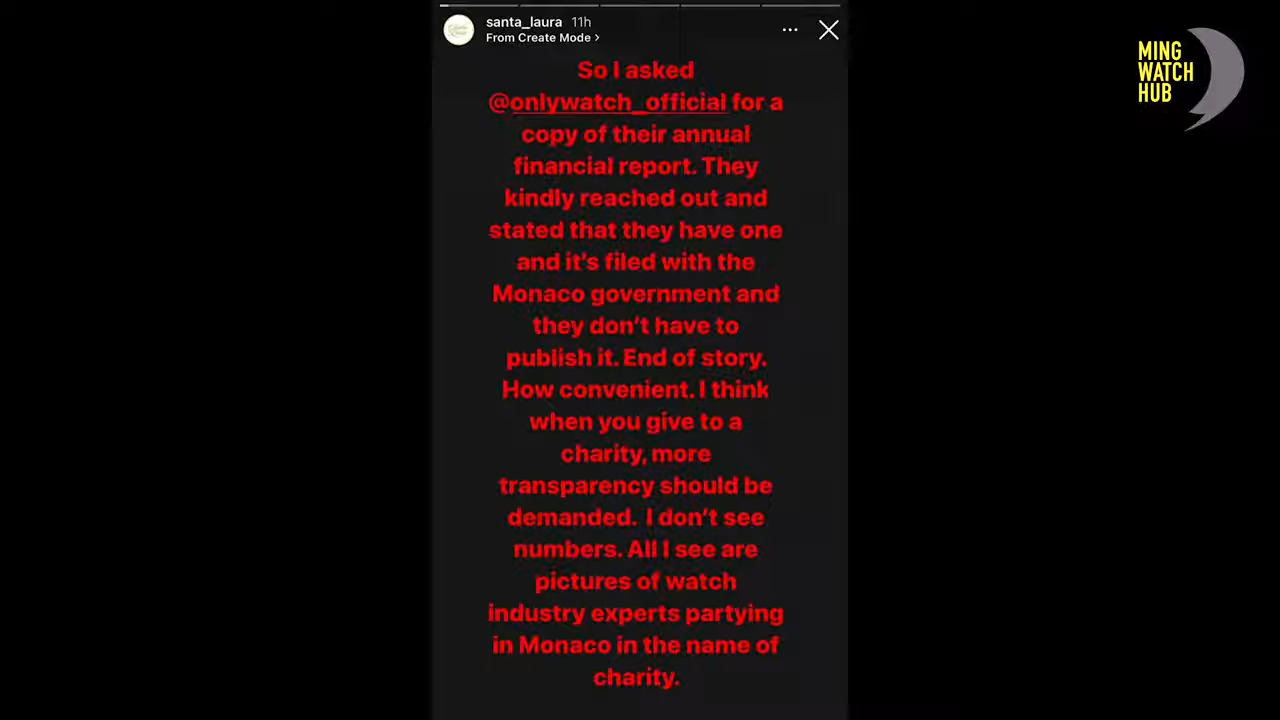 santa_laura 11h
From Create Mode >
So I asked
@onlywatch_official for a
copy of their annual
financial report. They
kindly reached out and
stated that they have one
and it's filed with the
Monaco government and
they don't have to
publish it. End of story.
How convenient. I think
when you give to a
charity, more
transparency should be
demanded. I don't see
numbers. All I see are
pictures of watch
industry experts partying
in Monaco in the name of
charity.
MING
WATCH
HUB